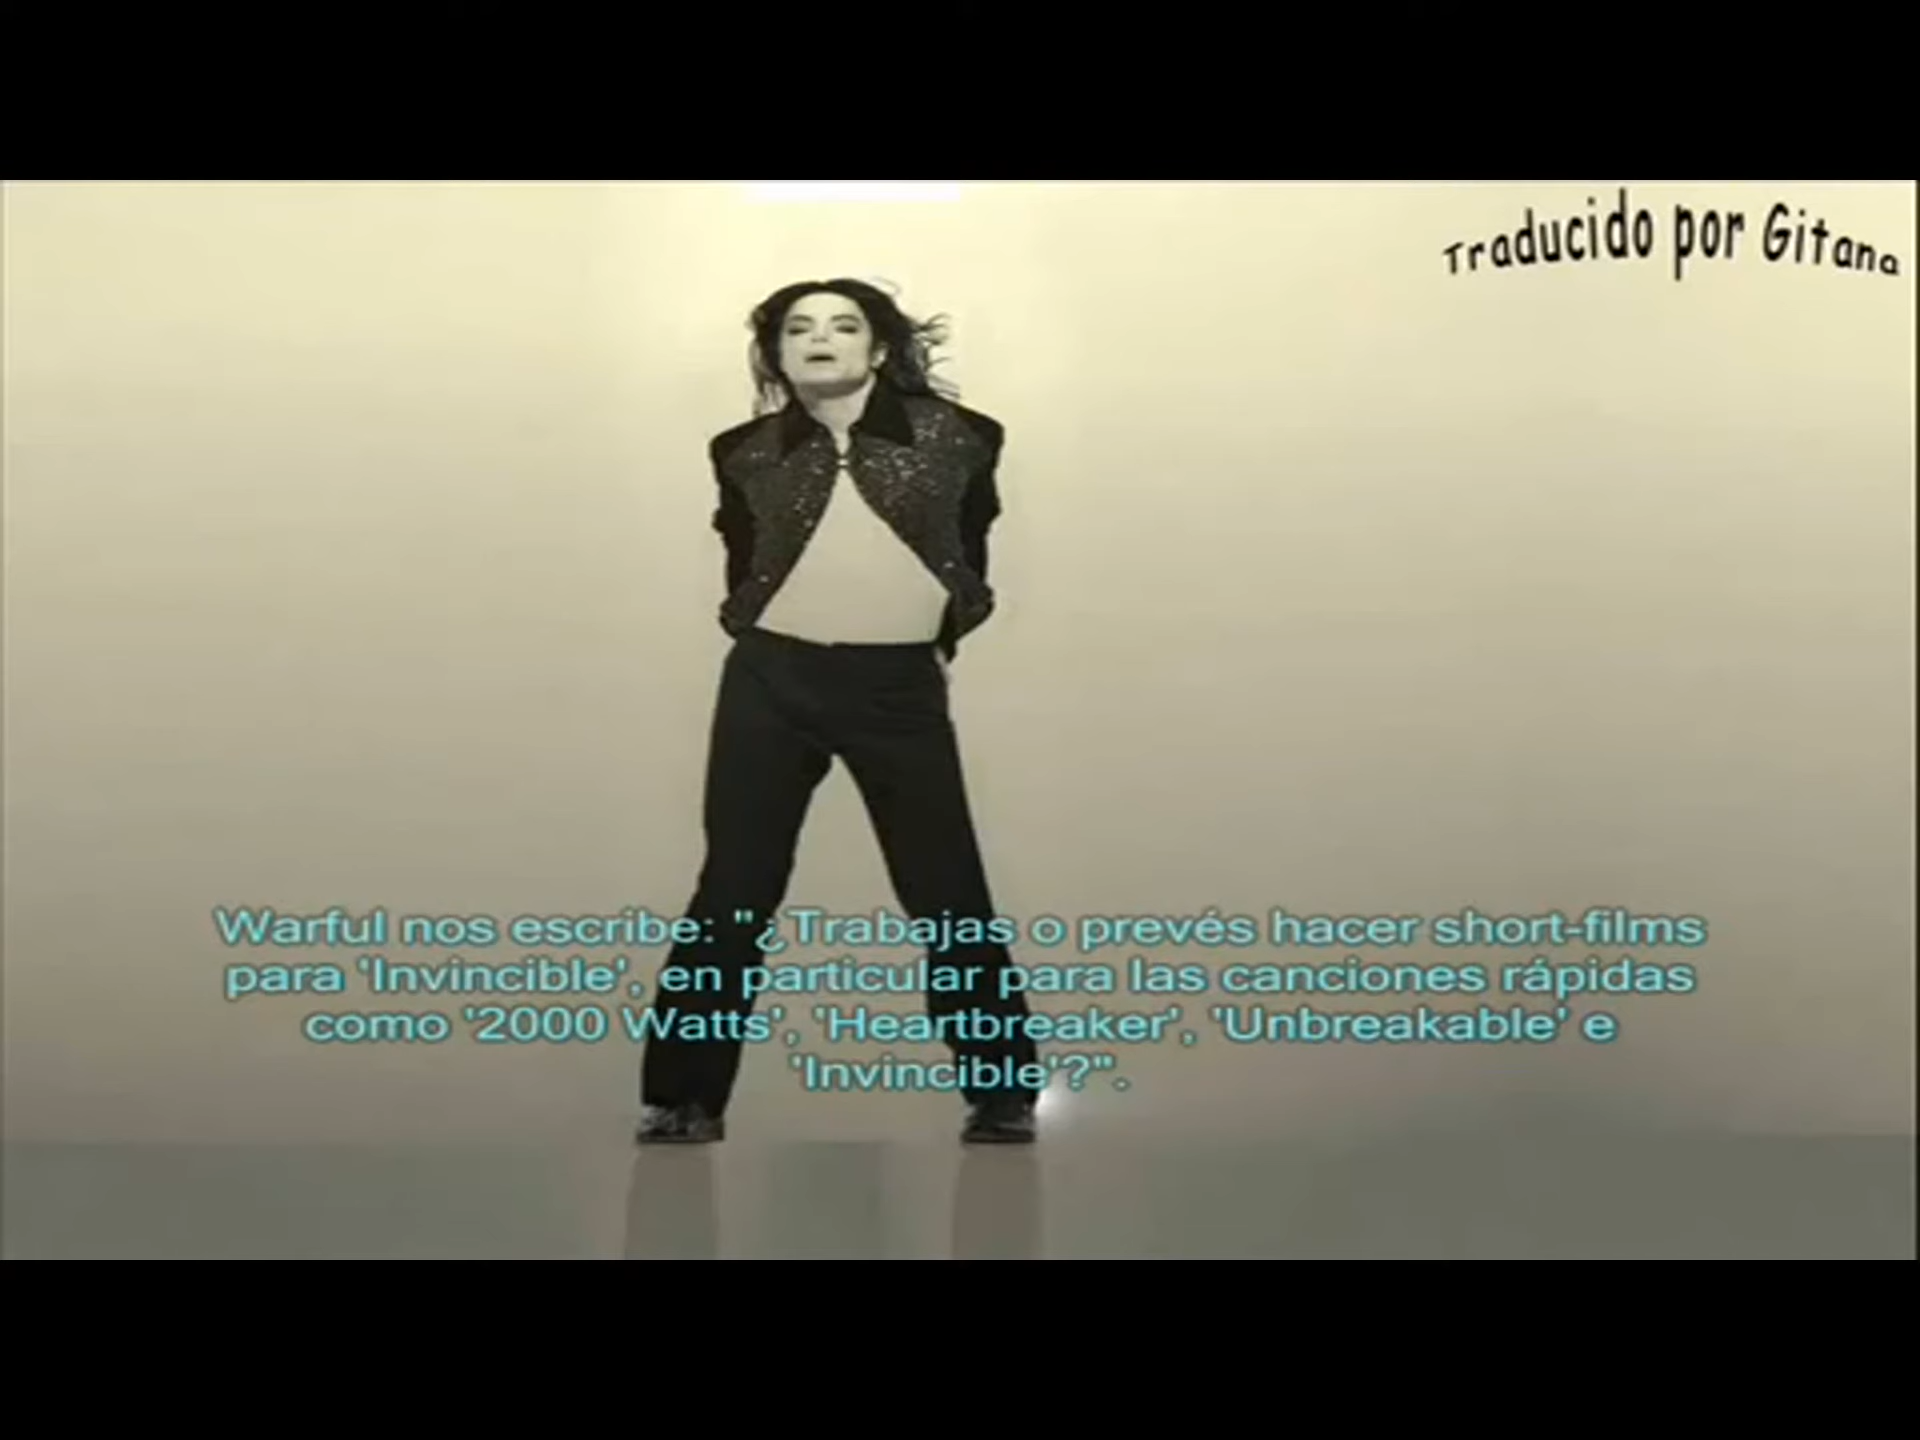 Traducido por Gitana
Warful nos escribe: "¿Trabajas o prevés hacer short-films
para 'Invincible', en particular para las canciones rápidas
como '2000 Watts', 'Heartbreaker', 'Unbreakable' e
'Invincible'?".